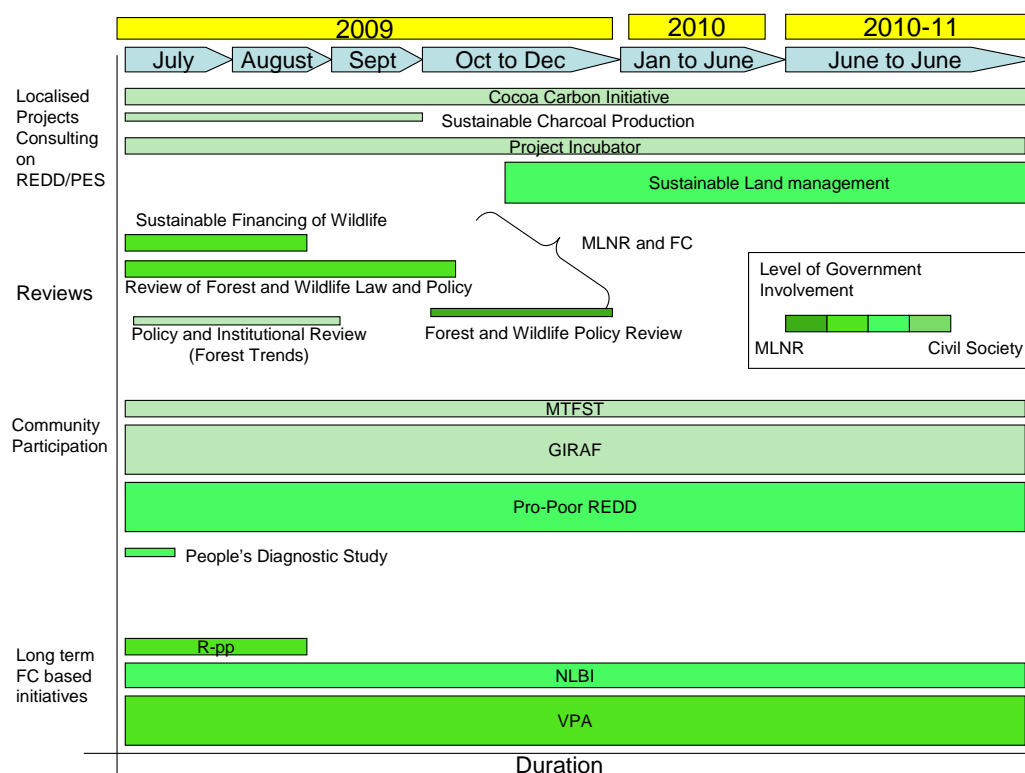 2009
2010
2010-11
July
August
Sept
Oct to Dec
Jan to June
June to June
Localised
Projects
Consulting
on
REDD/PES
Cocoa Carbon Initiative
Sustainable Charcoal Production
Project Incubator
Sustainable Land management
Reviews
Sustainable Financing of Wildlife
Review of Forest and Wildlife Law and Policy
Policy and Institutional Review
(Forest Trends)
MLNR and FC
Forest and Wildlife Policy Review
Level of Government
Involvement
MLNR
Civil Society
Community
Participation
MTFST
GIRAF
Pro-Poor REDD
People's Diagnostic Study
Long term
FC based
initiatives
R-pp
NLBI
VPA
Duration